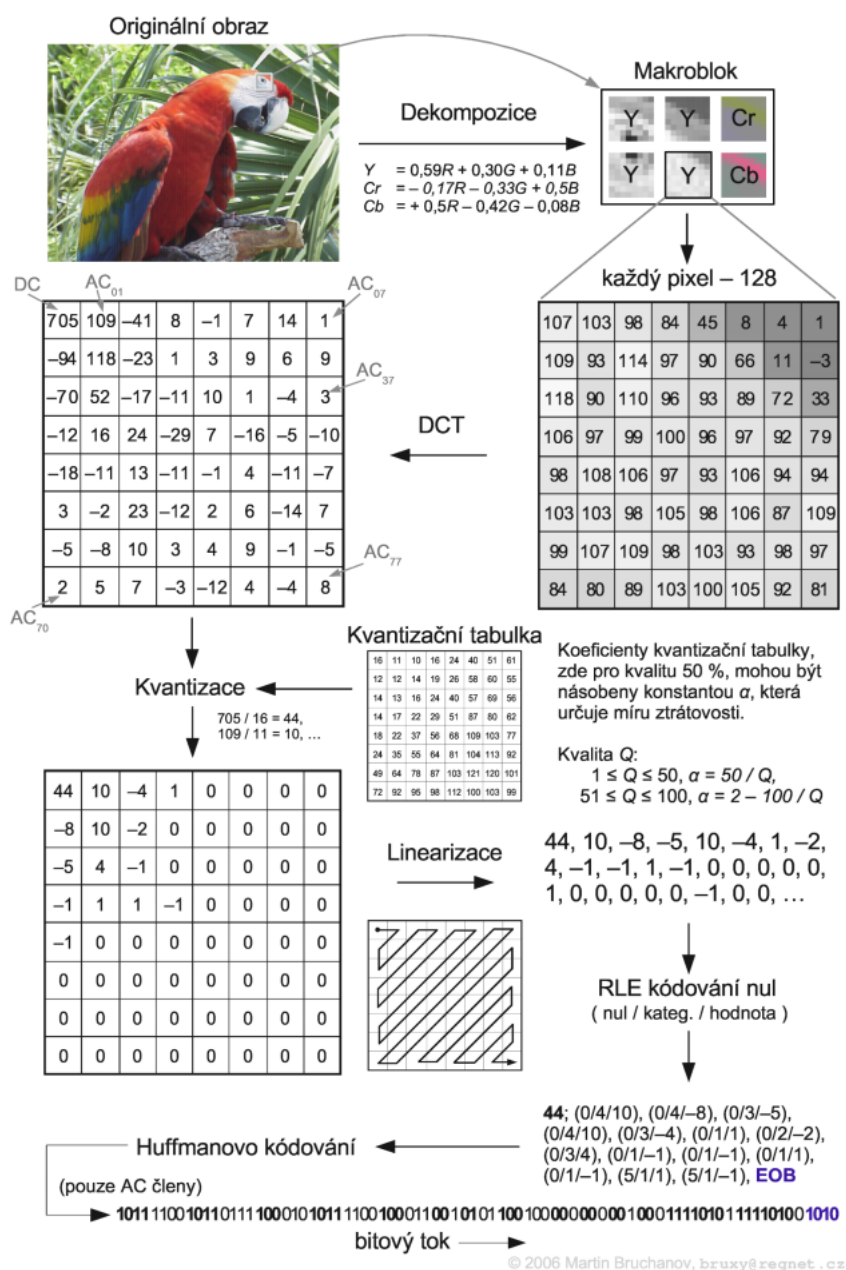 Originální obraz
Makroblok
Dekompozice
Y = 0,59R + 0,30G + 0,11B
Cr = – 0,17R – 0,33G + 0,5B
Cb = + 0,5R – 0,42G – 0,08B
Y Y Cr
Y Y Cb
každý pixel – 128
DC AC01 AC07
705 109 –41 8 –1 7 14 1
–94 118 –23 1 3 9 6 9
AC37
–70 52 –17 –11 10 1 –4 3
–12 16 24 –29 7 –16 –5 –10
–18 –11 13 –11 –1 4 –11 –7
3 –2 23 –12 2 6 –14 7
–5 –8 10 3 4 9 –1 –5
AC77
2 5 7 –3 –12 4 –4 8
AC70
DCT
107 103 98 84 45 8 4 1
109 93 114 97 90 66 11 –3
118 90 110 96 93 89 72 33
106 97 99 100 96 97 92 79
98 108 106 97 93 106 94 94
103 103 98 105 98 106 87 109
99 107 109 98 103 93 98 97
84 80 89 103 100 105 92 81
Kvantizační tabulka
16 11 10 16 24 40 51 61
12 12 14 19 26 58 60 55
14 13 16 24 40 57 69 56
14 17 22 29 51 87 80 62
18 22 37 56 68 109 103 77
24 35 55 64 81 104 113 92
49 64 78 87 103 121 120 101
72 92 95 98 112 100 103 99
Koeficienty kvantizační tabulky,
zde pro kvalitu 50 %, mohou být
násobeny konstantou α, která
určuje míru ztrátovosti.
Kvalita Q:
1 ≤ Q ≤ 50, α = 50 / Q,
51 ≤ Q ≤ 100, α = 2 – 100 / Q
Kvantizace
705 / 16 = 44,
109 / 11 = 10, ...
44 10 –4 1 0 0 0 0
–8 10 –2 0 0 0 0 0
–5 4 –1 0 0 0 0 0
–1 1 1 –1 0 0 0 0
–1 0 0 0 0 0 0 0
0 0 0 0 0 0 0 0
0 0 0 0 0 0 0 0
0 0 0 0 0 0 0 0
Linearizace
44, 10, –8, –5, 10, –4, 1, –2,
4, –1, –1, 1, –1, 0, 0, 0, 0, 0,
1, 0, 0, 0, 0, 0, –1, 0, 0, ...
RLE kódování nul
( nul / kateg. / hodnota )
44; (0/4/10), (0/4/–8), (0/3/–5),
(0/4/10), (0/3/–4), (0/1/1), (0/2/–2),
(0/3/4), (0/1/–1), (0/1/–1), (0/1/1),
(0/1/–1), (5/1/1), (5/1/–1), EOB
Huffmanovo kódování
(pouze AC členy)
bitový tok
© 2006 Martin Bruchanov, bruxy@regnet.cz